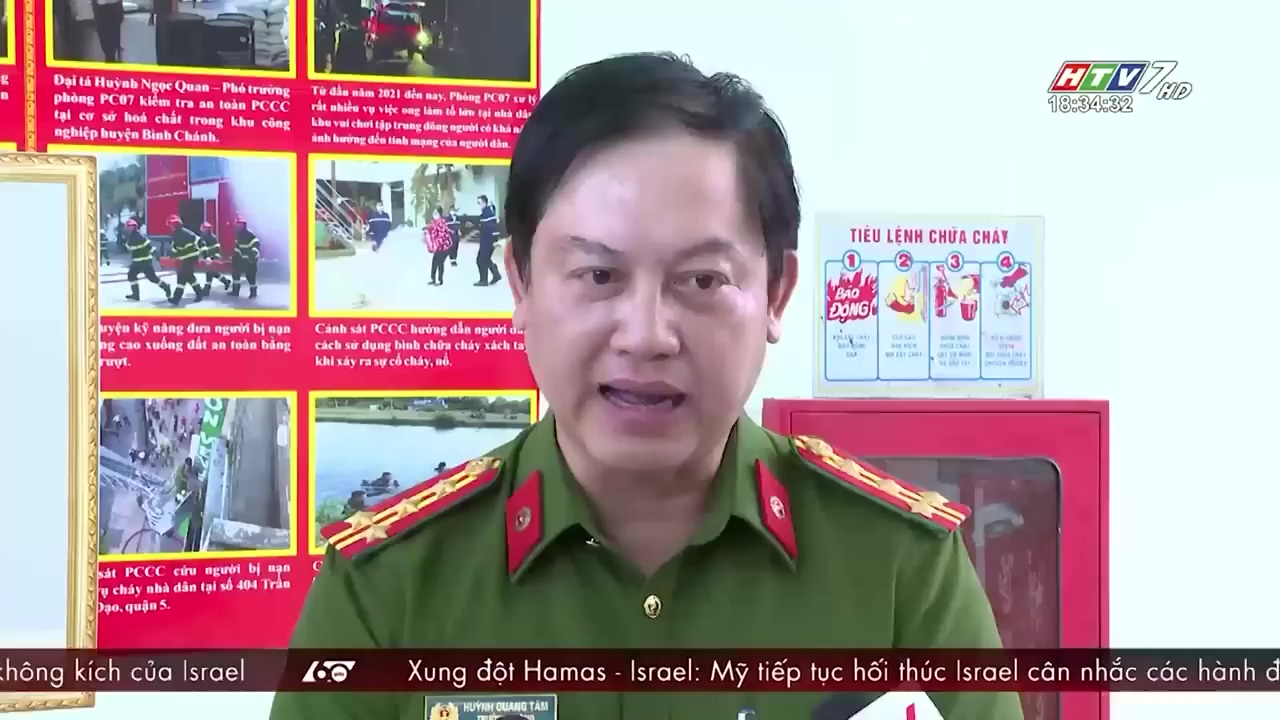 HTV7 HD
18:34:32
Đại tá Huỳnh Ngọc Quan – Phó trưởng
phòng PC07 kiểm tra an toàn PCCC
tại cơ sở hoá chất trong khu công
nghiệp huyện Bình Chánh.
Từ đầu năm 2021 đến nay, Phòng PC07 xử lý
rất nhiều vụ việc ong làm tổ lớn tại nhà dân
khu vui chơi tập trung đông người có khả
ảnh hưởng đến tính mạng của người dân.
TIÊU LỆNH CHỮA CHÁY
1 2 3 4
BÁO
ĐỘNG
uyện kỹ năng đưa người bị nạn
ng cao xuống đất an toàn bằng
rượt.
Cảnh sát PCCC hướng dẫn người
cách sử dụng bình chữa cháy xách
khi xảy ra sự cố cháy, nổ.
sát PCCC cứu người bị nạn
cháy nhà dân tại số 404 Trần
Đạo, quận 5.
không kích của Israel
60
Xung đột Hamas - Israel: Mỹ tiếp tục hối thúc Israel cân nhắc các hành đ
HUỲNH QUANG TÂM